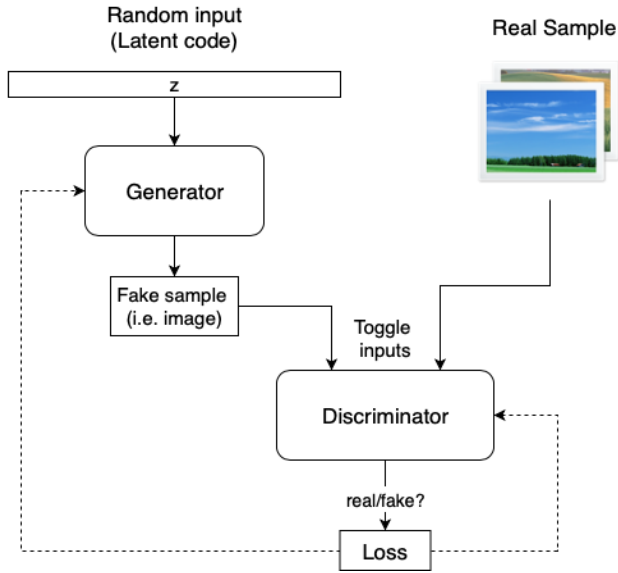 Random input
(Latent code)
Real Sample
z
Generator
Fake sample
(i.e. image)
Toggle
inputs
Discriminator
real/fake?
Loss